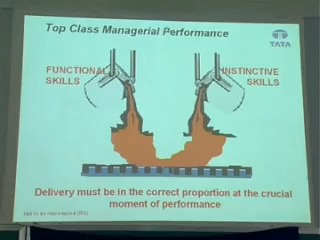 Top Class Managerial Performance
TATA
FUNCTIONAL
SKILLS
INSTINCTIVE
SKILLS
Delivery must be in the correct proportion at the crucial
moment of performance